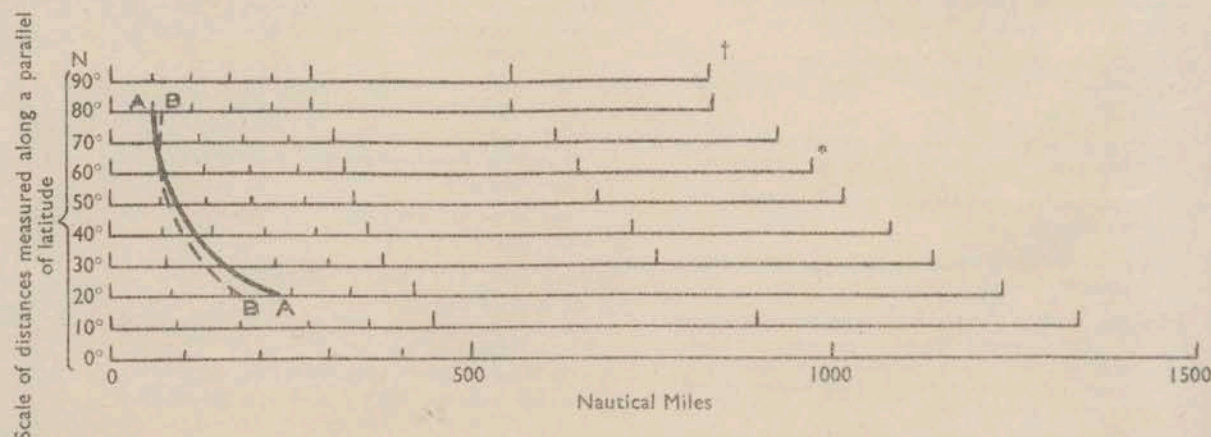 Scale of distances measured along a parallel
of latitude
†
N
90°
A B
80°
70°
*
60°
50°
40°
30°
20°
B A
10°
0°
0 500 1000 1500
Nautical Miles